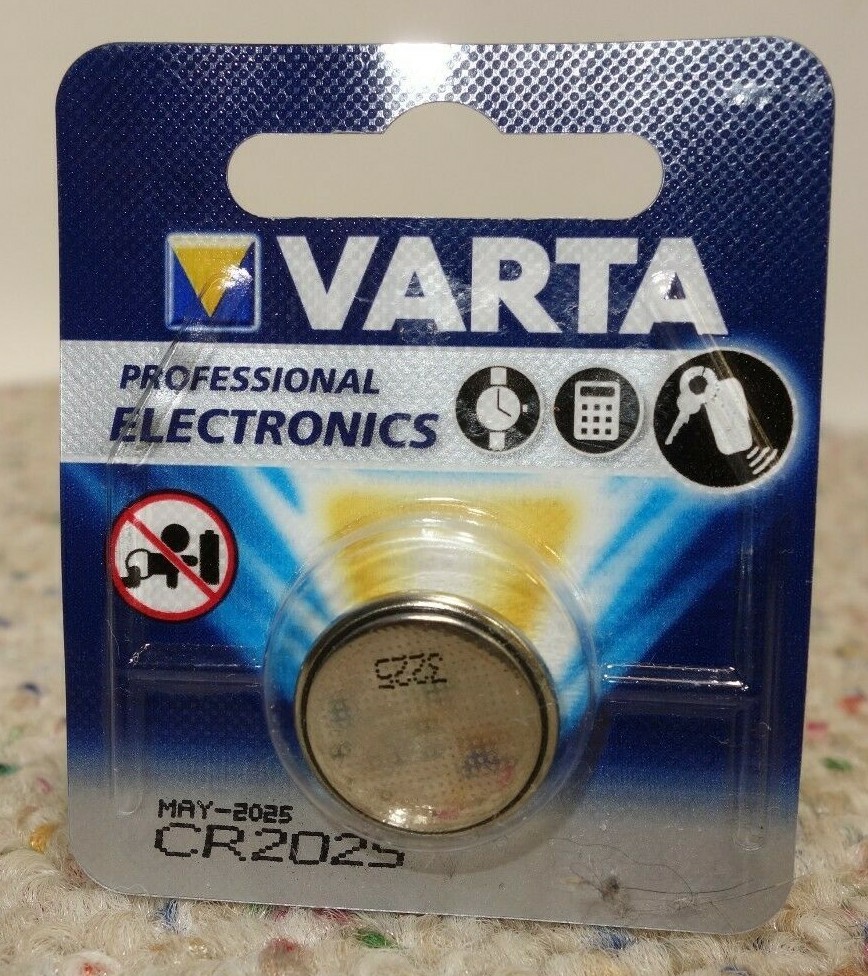 VARTA
PROFESSIONAL
ELECTRONICS
MAY-2025
CR2025